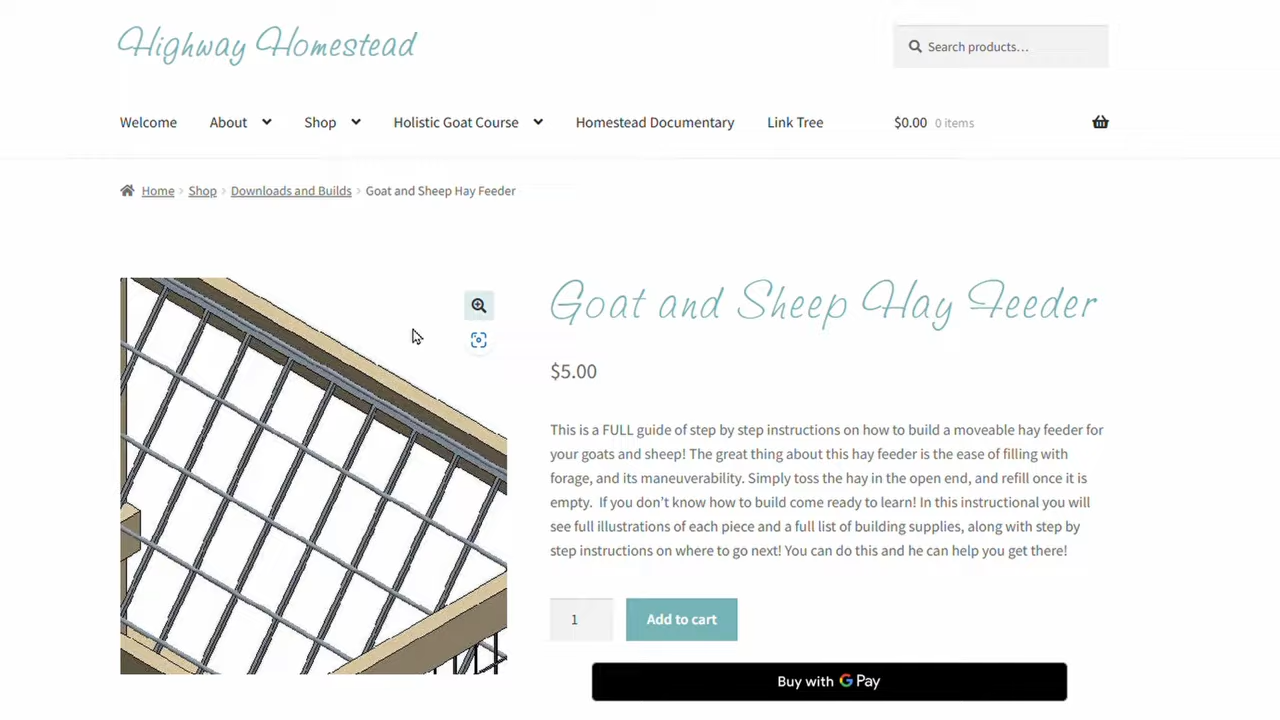 Highway Homestead
Search products...
Welcome About Shop Holistic Goat Course Homestead Documentary Link Tree $0.00 0 items
Home › Shop › Downloads and Builds › Goat and Sheep Hay Feeder
Goat and Sheep Hay Feeder
$5.00
This is a FULL guide of step by step instructions on how to build a moveable hay feeder for
your goats and sheep! The great thing about this hay feeder is the ease of filling with
forage, and its maneuverability. Simply toss the hay in the open end, and refill once it is
empty. If you don’t know how to build come ready to learn! In this instructional you will
see full illustrations of each piece and a full list of building supplies, along with step by
step instructions on where to go next! You can do this and he can help you get there!
1 Add to cart
Buy with G Pay